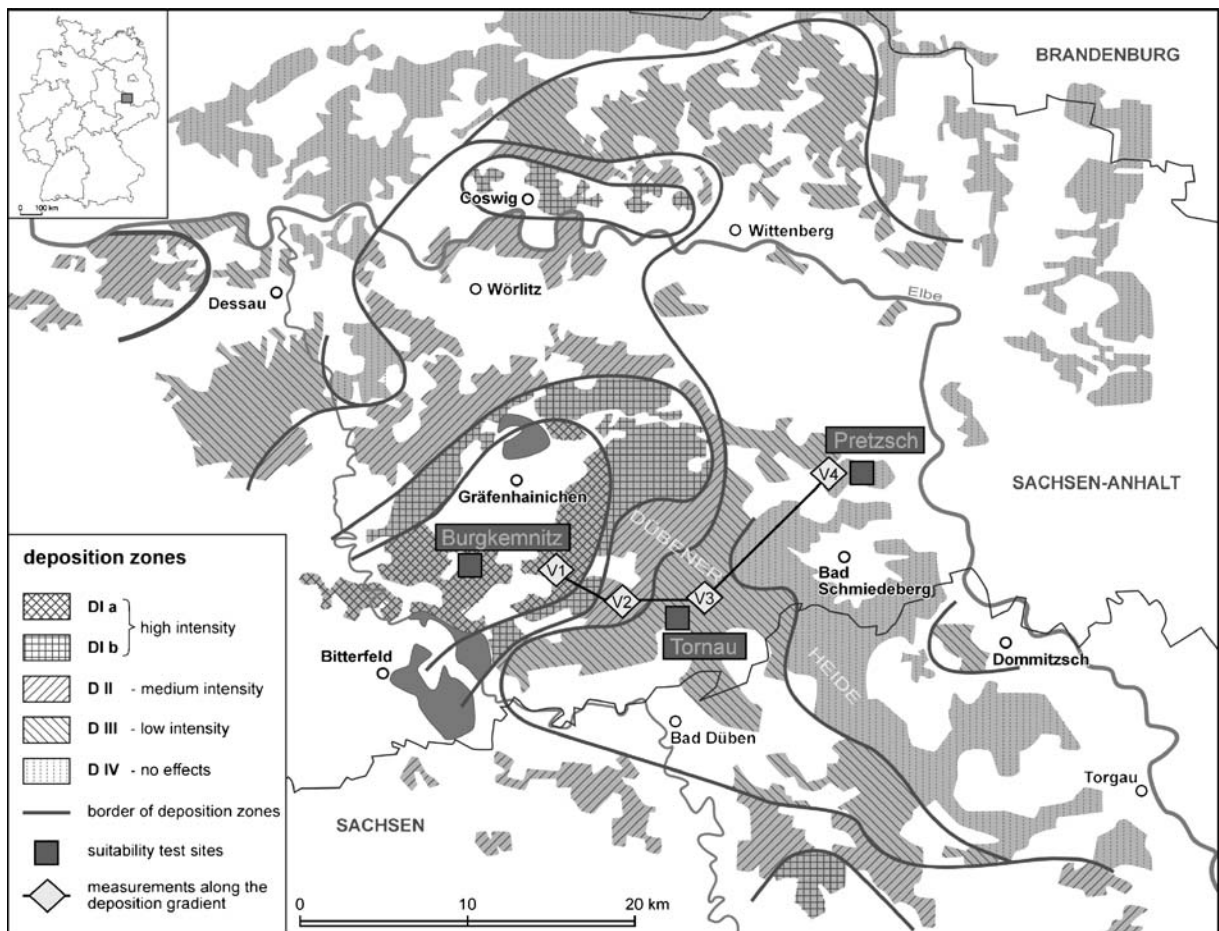 0 100 km
BRANDENBURG
Coswig
Wittenberg
Wörlitz
Dessau
Elbe
Pretzsch
V4
SACHSEN-ANHALT
Gräfenhainichen
Burgkemnitz
DÜBENER
V1
V2
V3
Bad
Schmiedeberg
Tornau
Bitterfeld
HEIDE
Dommitzsch
Bad Düben
Torgau
SACHSEN
deposition zones
DI a
DI b
high intensity
D II - medium intensity
D III - low intensity
D IV - no effects
border of deposition zones
suitability test sites
measurements along the
deposition gradient
0 10 20 km